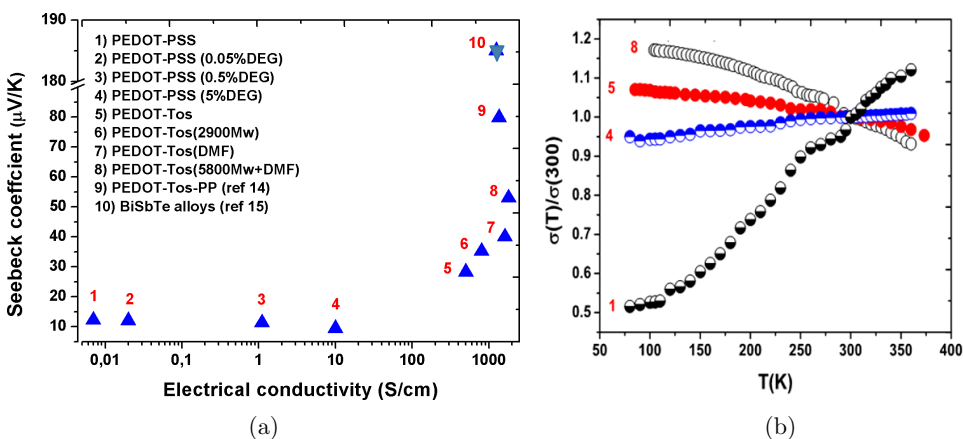 190
180
80
70
60
50
40
30
20
10
Seebeck coeffcient (µV/K)
1) PEDOT-PSS
2) PEDOT-PSS (0.05%DEG)
3) PEDOT-PSS (0.5%DEG)
4) PEDOT-PSS (5%DEG)
5) PEDOT-Tos
6) PEDOT-Tos(2900Mw)
7) PEDOT-Tos(DMF)
8) PEDOT-Tos(5800Mw+DMF)
9) PEDOT-Tos-PP (ref 14)
10) BiSbTe alloys (ref 15)
10
9
8
7
6
5
1
2
3
4
0,01
0,1
1
10
100
1000
Electrical conductivity (S/cm)
(a)
1.2
1.1
1.0
0.9
0.8
0.7
0.6
0.5
σ(T)/σ(300)
8
5
4
1
50
100
150
200
250
300
350
400
T(K)
(b)